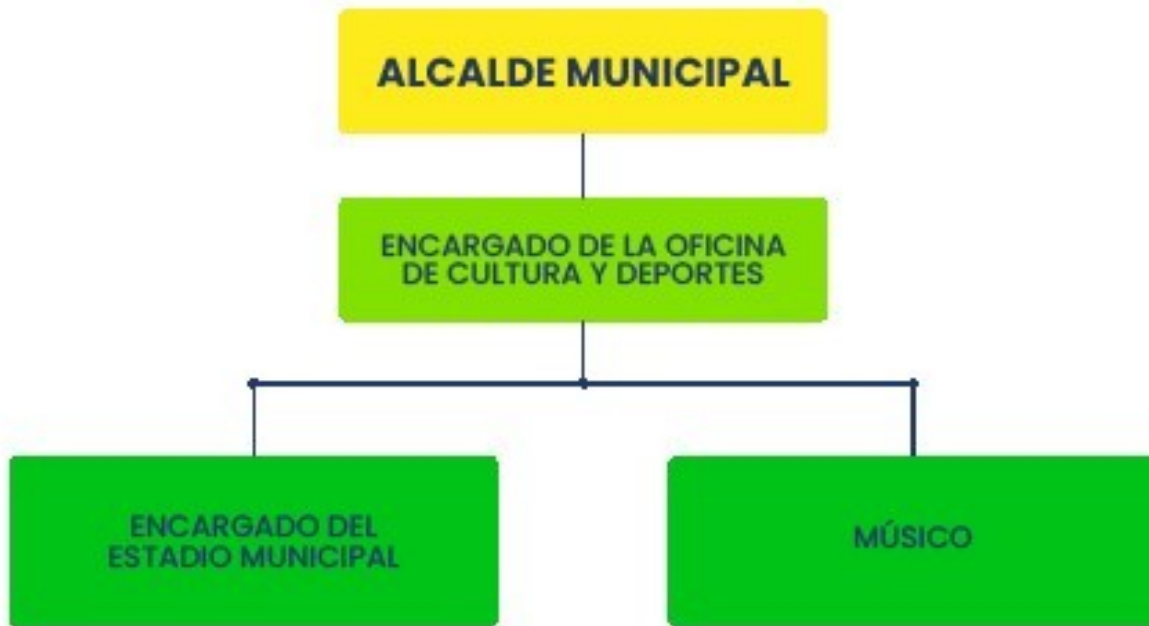 ALCALDE MUNICIPAL
ENCARGADO DE LA OFICINA
DE CULTURA Y DEPORTES
ENCARGADO DEL
ESTADIO MUNICIPAL
MÚSICO